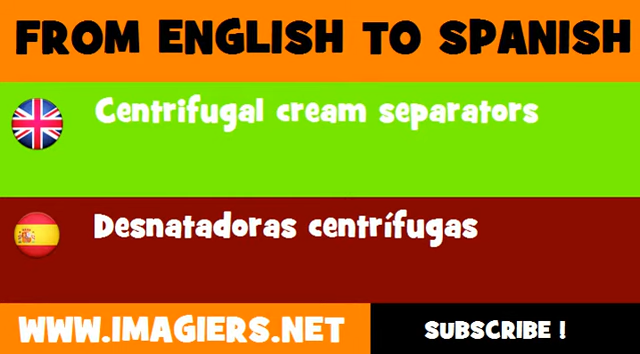 FROM ENGLISH TO SPANISH
Centrifugal cream separators
Desnatadoras centrífugas
WWW.IMAGIERS.NET
SUBSCRIBE !